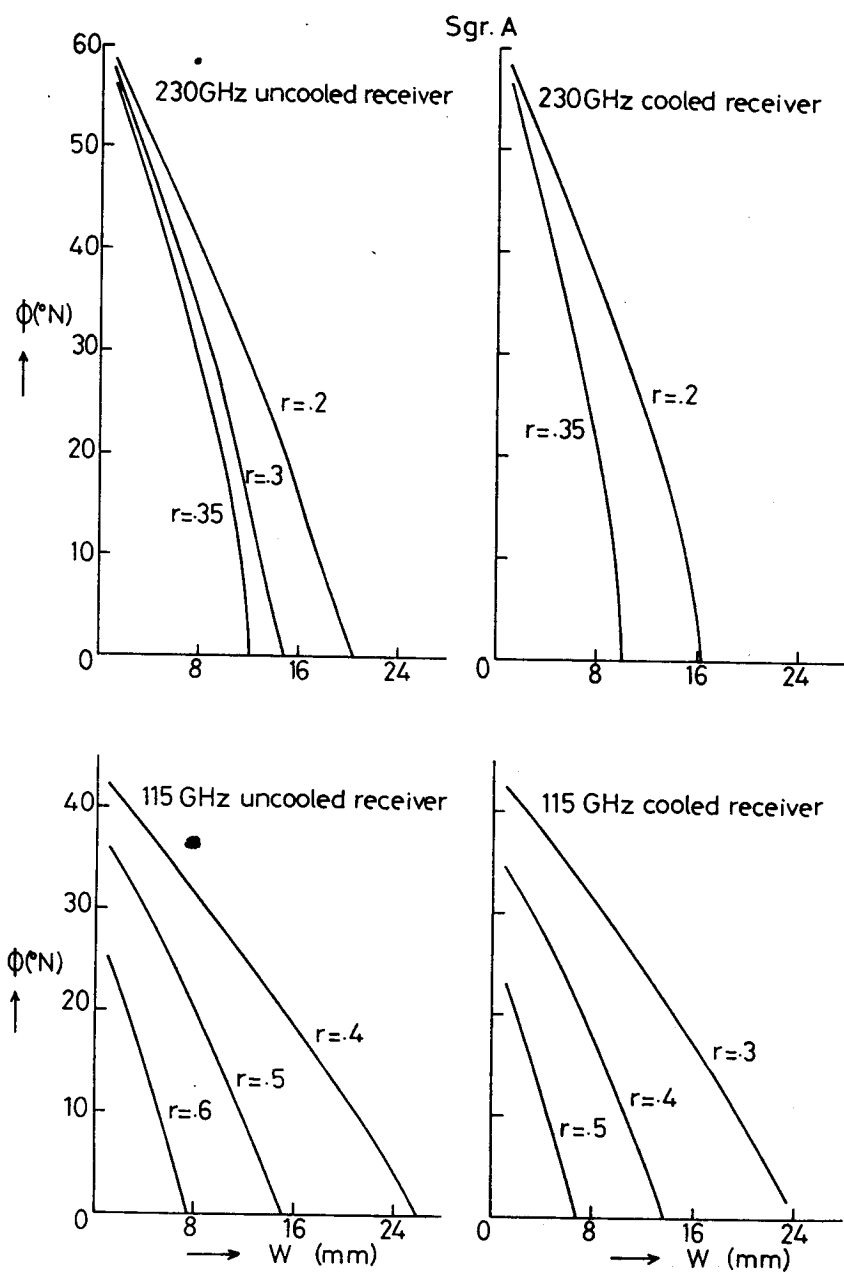 Sgr. A
230GHz uncooled receiver
60
50
40
30
20
10
0
ϕ(°N)
r=.2
r=.3
r=.35
8
16
24
230GHz cooled receiver
r=.2
r=.35
0
8
16
24
115 GHz uncooled receiver
40
30
20
10
0
ϕ(°N)
r=.4
r=.5
r=.6
8
16
24
W (mm)
115 GHz cooled receiver
r=.3
r=.4
r=.5
0
8
16
24
W (mm)